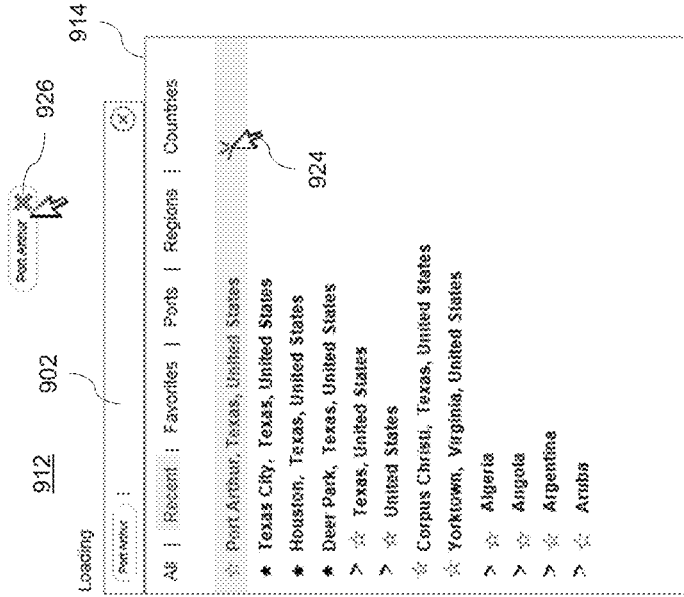 914
926
Port Arthur
902
912
Loading
Port Arthur
All | Recent | Favorites | Ports | Regions | Countries
Port Arthur, Texas, United States
924
Texas City, Texas, United States
Houston, Texas, United States
Deer Park, Texas, United States
> Texas, United States
> United States
Corpus Christi, Texas, United States
Yorktown, Virginia, United States
> Algeria
> Angola
> Argentina
> Aruba